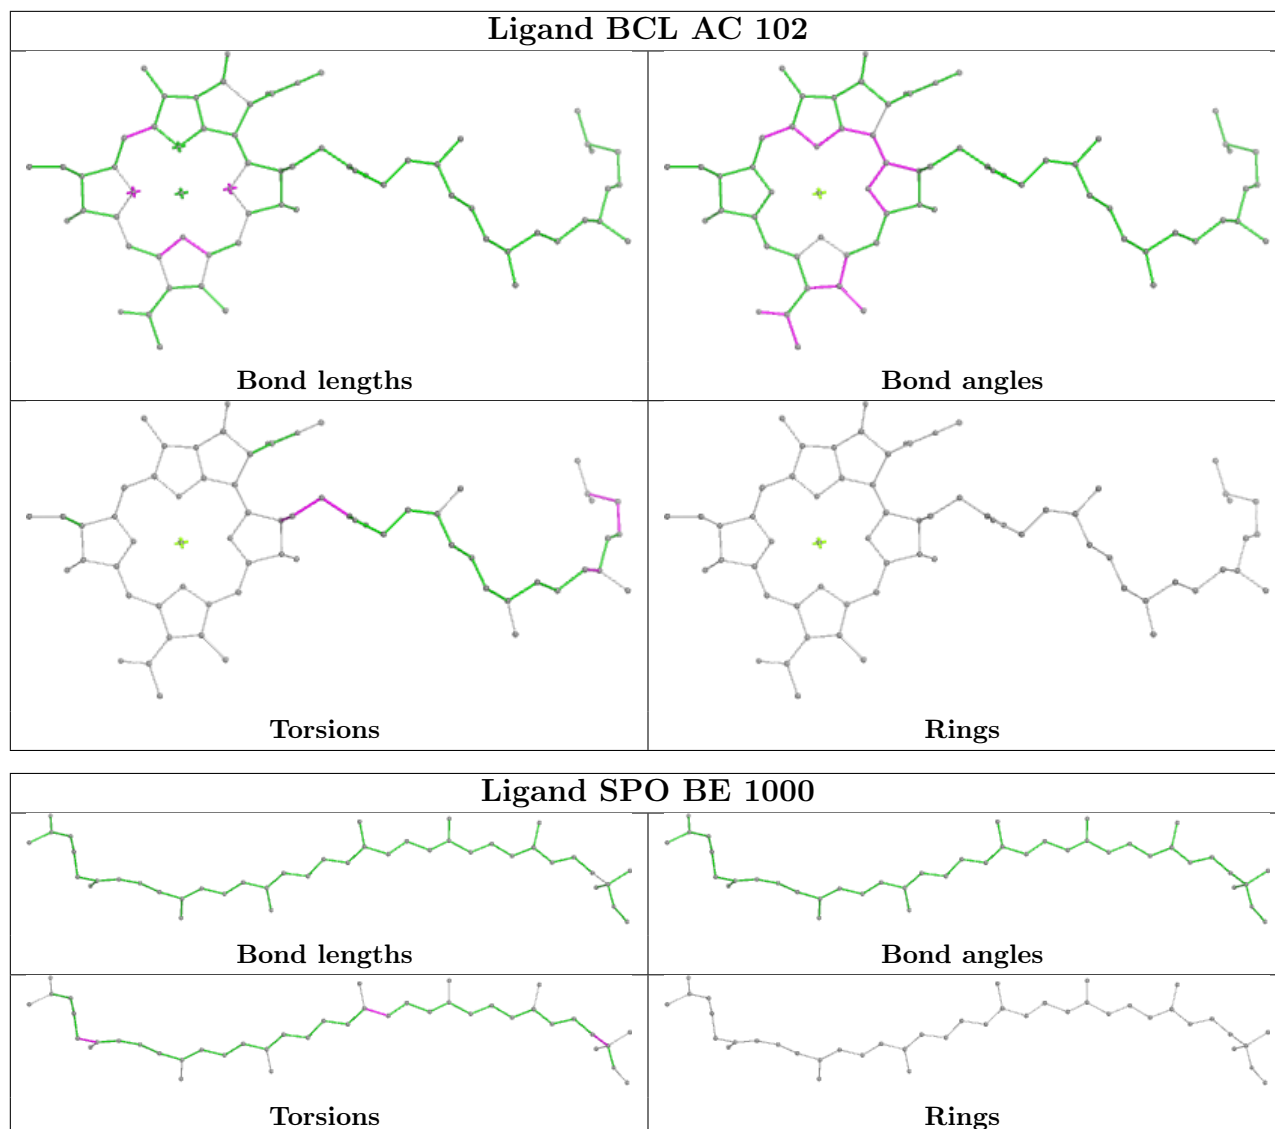 Ligand BCL AC 102
Bond lengths
Bond angles
Torsions
Rings
Ligand SPO BE 1000
Bond lengths
Bond angles
Torsions
Rings